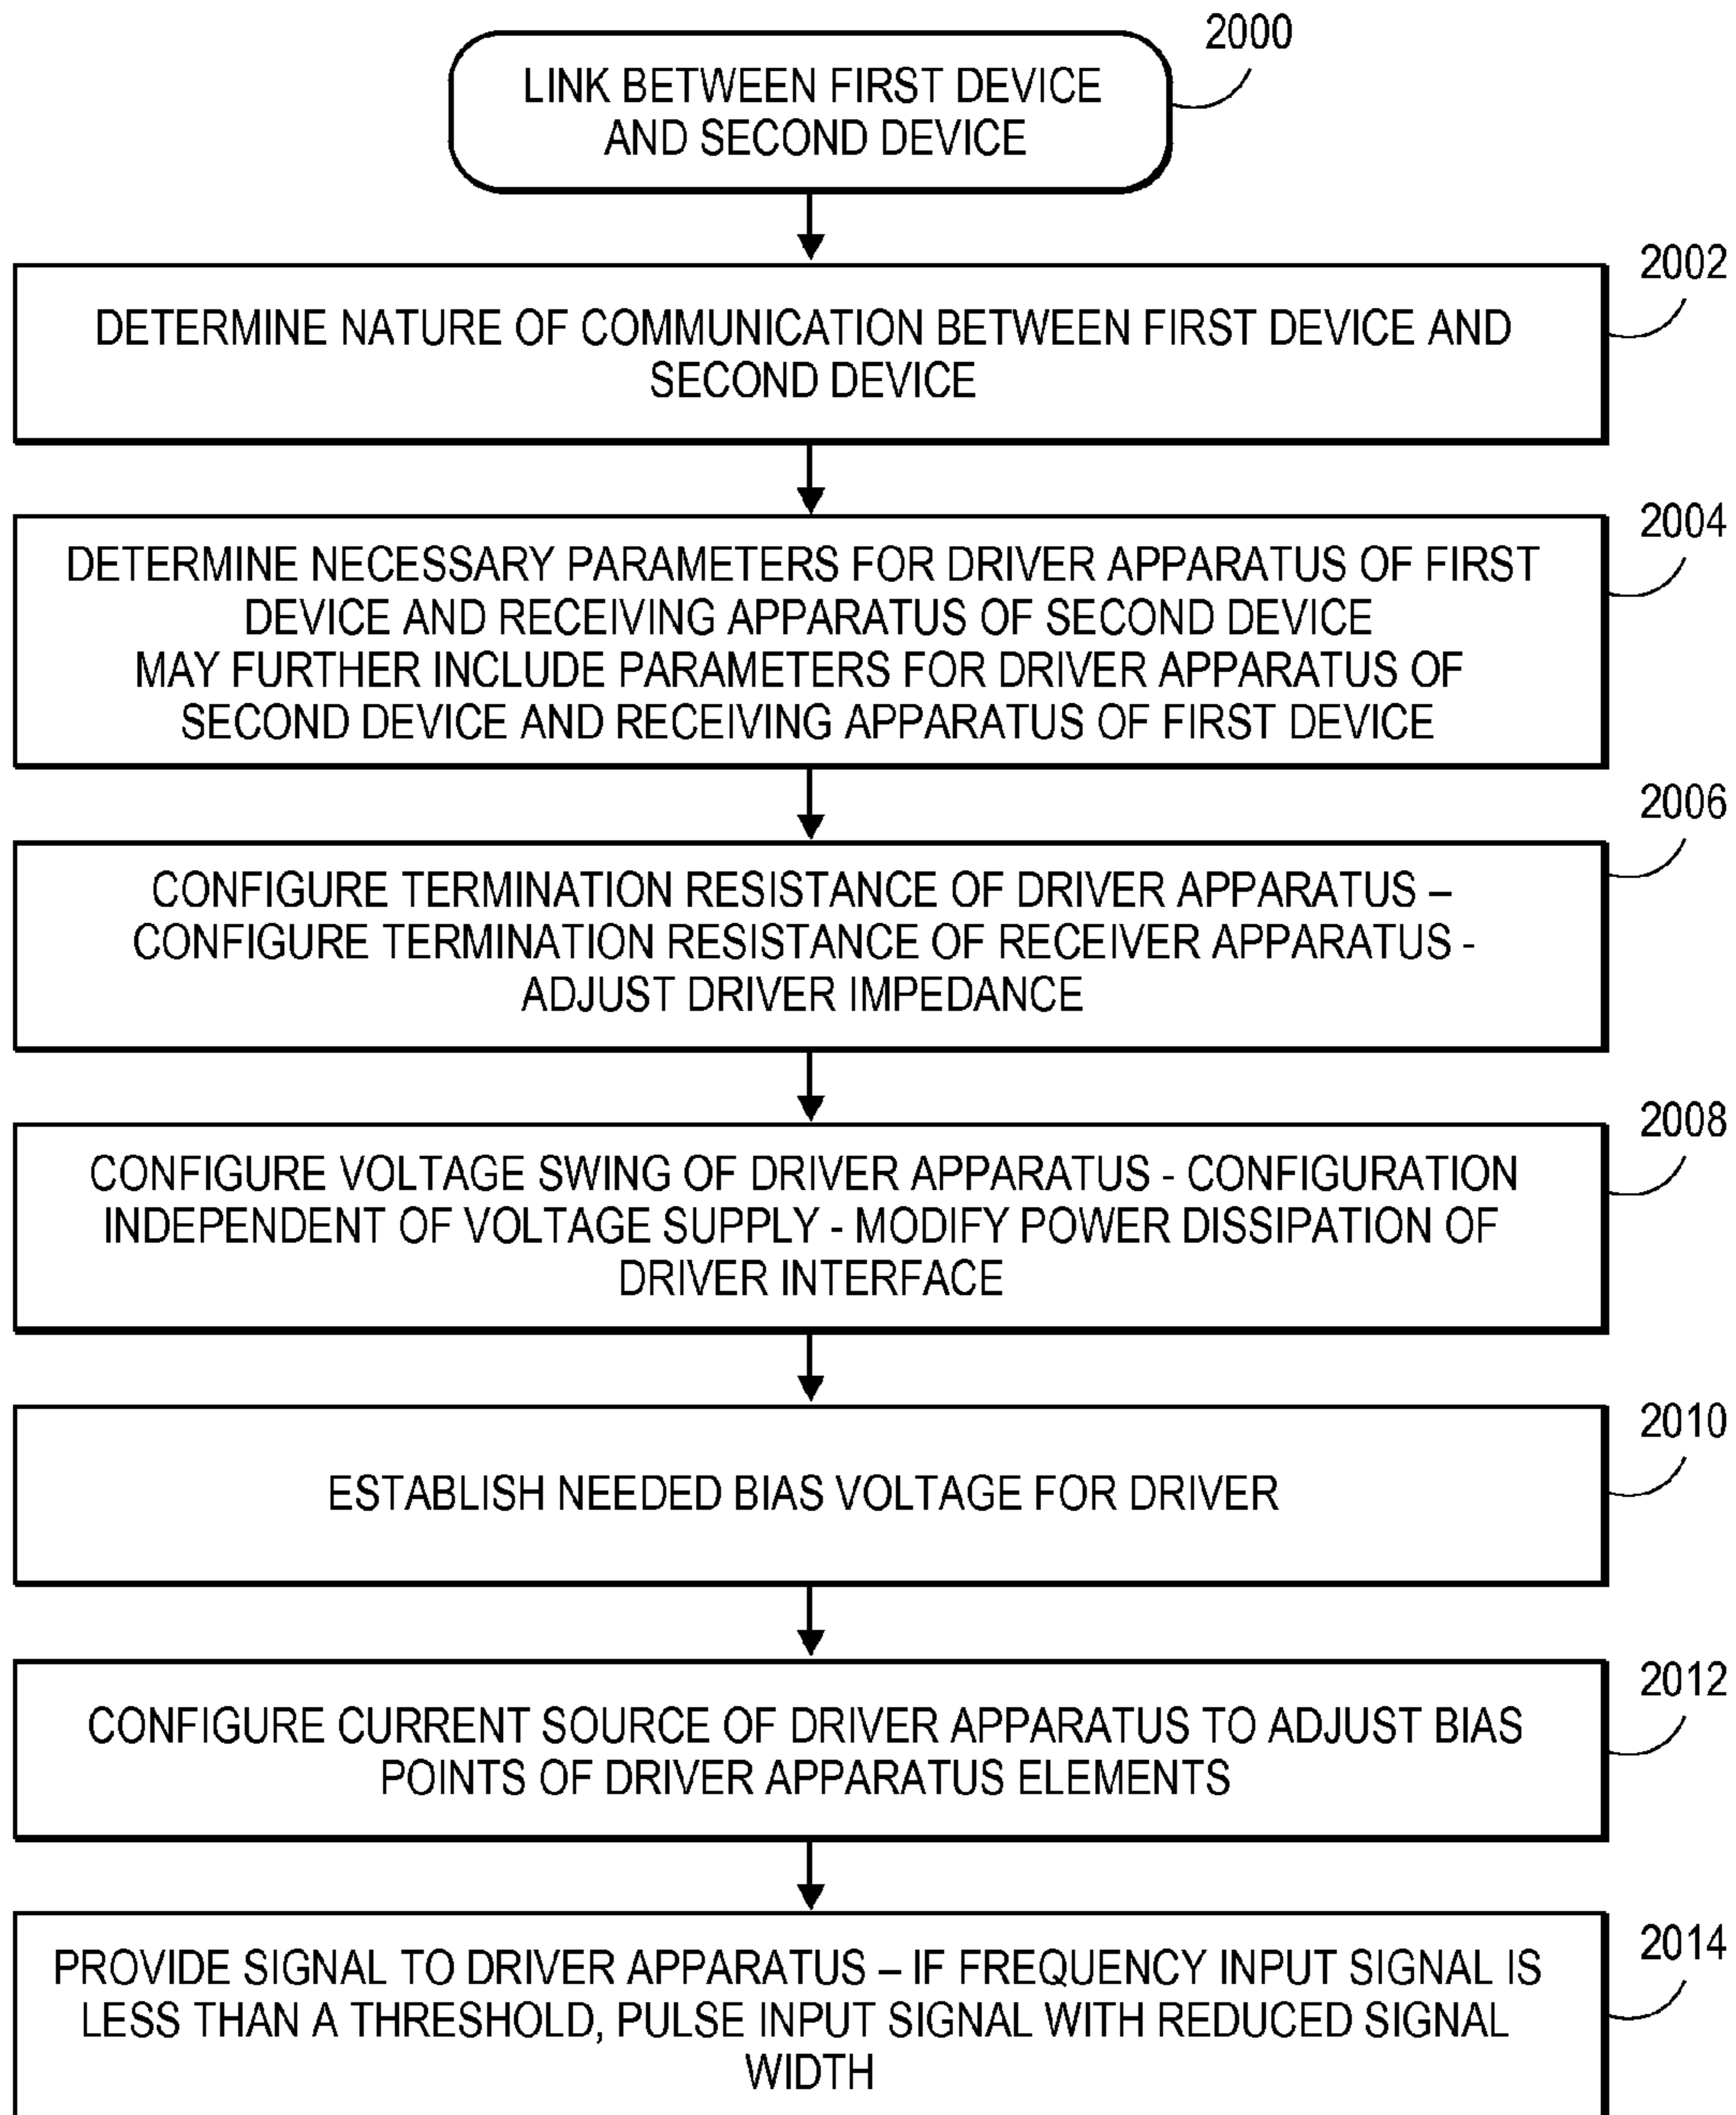 2000
LINK BETWEEN FIRST DEVICE
AND SECOND DEVICE
2002
DETERMINE NATURE OF COMMUNICATION BETWEEN FIRST DEVICE AND
SECOND DEVICE
2004
DETERMINE NECESSARY PARAMETERS FOR DRIVER APPARATUS OF FIRST
DEVICE AND RECEIVING APPARATUS OF SECOND DEVICE
MAY FURTHER INCLUDE PARAMETERS FOR DRIVER APPARATUS OF
SECOND DEVICE AND RECEIVING APPARATUS OF FIRST DEVICE
2006
CONFIGURE TERMINATION RESISTANCE OF DRIVER APPARATUS –
CONFIGURE TERMINATION RESISTANCE OF RECEIVER APPARATUS -
ADJUST DRIVER IMPEDANCE
2008
CONFIGURE VOLTAGE SWING OF DRIVER APPARATUS - CONFIGURATION
INDEPENDENT OF VOLTAGE SUPPLY - MODIFY POWER DISSIPATION OF
DRIVER INTERFACE
2010
ESTABLISH NEEDED BIAS VOLTAGE FOR DRIVER
2012
CONFIGURE CURRENT SOURCE OF DRIVER APPARATUS TO ADJUST BIAS
POINTS OF DRIVER APPARATUS ELEMENTS
2014
PROVIDE SIGNAL TO DRIVER APPARATUS – IF FREQUENCY INPUT SIGNAL IS
LESS THAN A THRESHOLD, PULSE INPUT SIGNAL WITH REDUCED SIGNAL
WIDTH